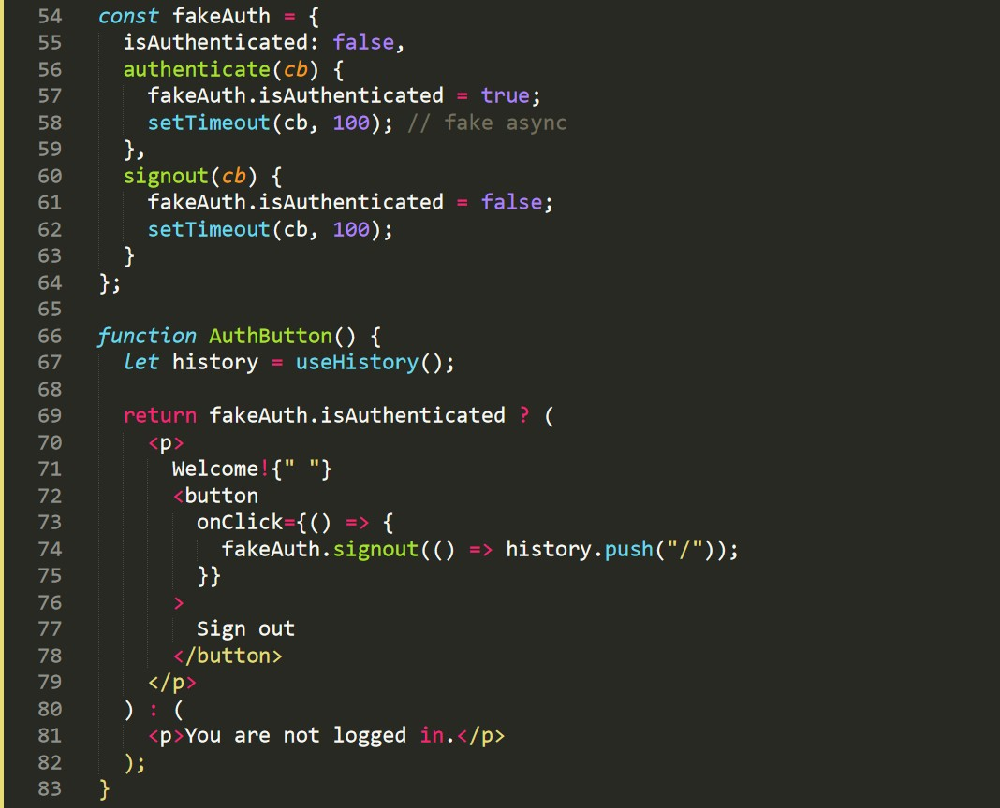 54 const fakeAuth = {
55   isAuthenticated: false,
56   authenticate(cb) {
57     fakeAuth.isAuthenticated = true;
58     setTimeout(cb, 100); // fake async
59   },
60   signout(cb) {
61     fakeAuth.isAuthenticated = false;
62     setTimeout(cb, 100);
63   }
64 };
65
66 function AuthButton() {
67   let history = useHistory();
68
69   return fakeAuth.isAuthenticated ? (
70     <p>
71       Welcome!{" "}
72       <button
73         onClick={() => {
74           fakeAuth.signout(() => history.push("/"));
75         }}
76       >
77         Sign out
78       </button>
79     </p>
80   ) : (
81     <p>You are not logged in.</p>
82   );
83 }